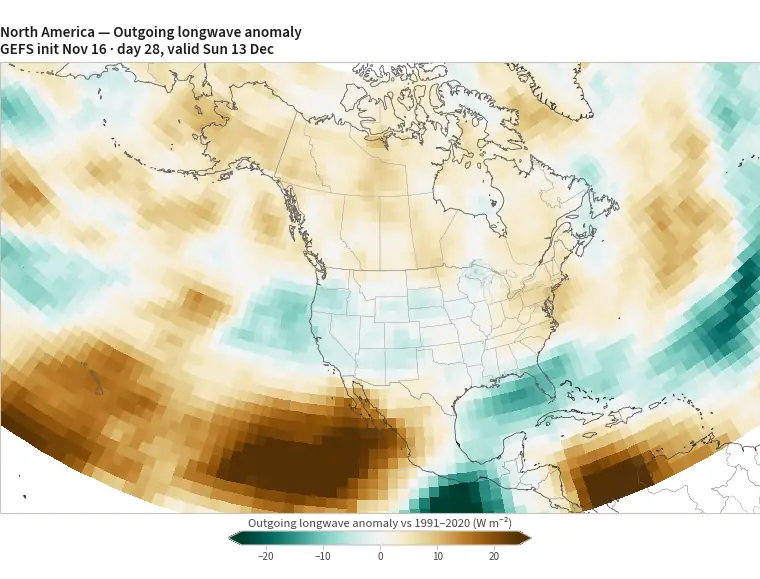 North America — Outgoing longwave anomaly
GEFS init Nov 16 · day 28, valid Sun 13 Dec
Outgoing longwave anomaly vs 1991–2020 (W m⁻²)
−20 −10 0 10 20